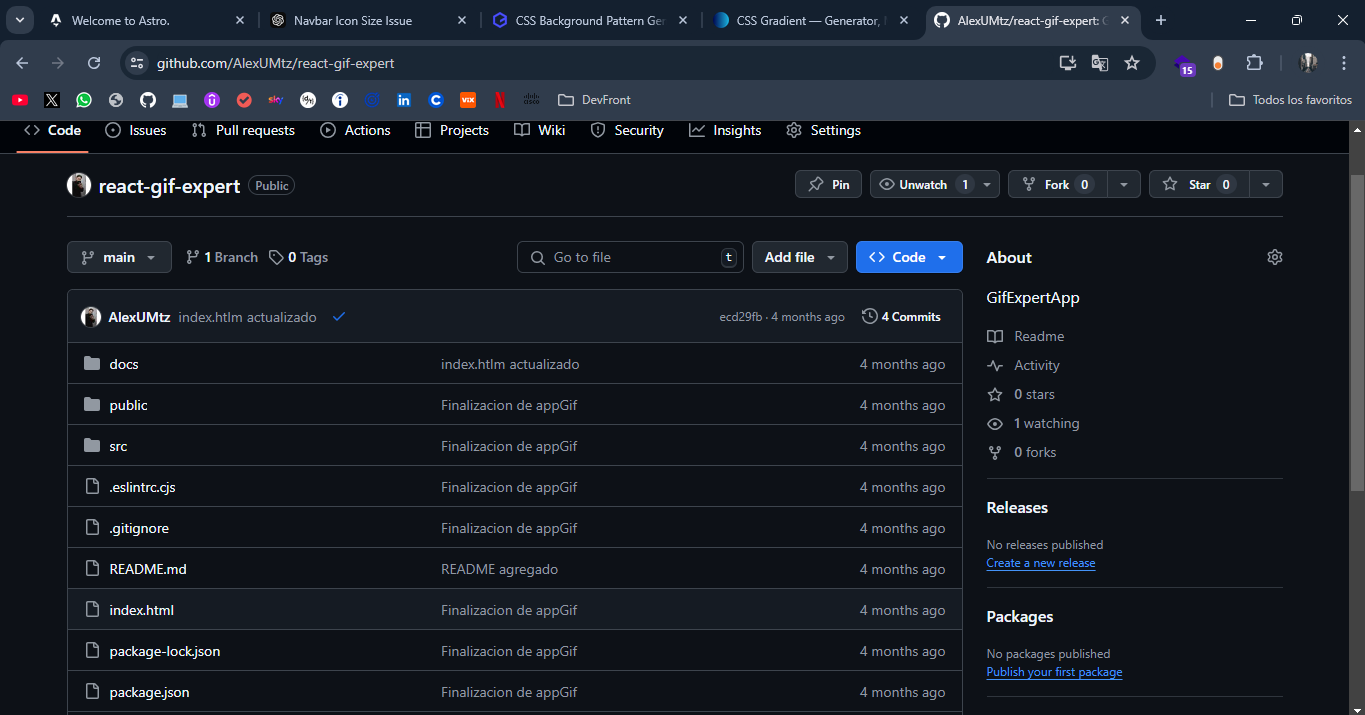 Welcome to Astro.
Navbar Icon Size Issue
CSS Background Pattern Ger
CSS Gradient — Generator,
AlexUMtz/react-gif-expert:
github.com/AlexUMtz/react-gif-expert
15
DevFront
Todos los favoritos
Code Issues Pull requests Actions Projects Wiki Security Insights Settings
react-gif-expert Public
Pin Unwatch 1 Fork 0 Star 0
main 1 Branch 0 Tags Go to file t Add file Code
About
GifExpertApp
AlexUMtz index.htlm actualizado ecd29fb · 4 months ago 4 Commits
Readme
docs index.htlm actualizado 4 months ago
Activity
0 stars
public Finalizacion de appGif 4 months ago
1 watching
src Finalizacion de appGif 4 months ago
0 forks
.eslintrc.cjs Finalizacion de appGif 4 months ago
Releases
.gitignore Finalizacion de appGif 4 months ago
No releases published
Create a new release
README.md README agregado 4 months ago
index.html Finalizacion de appGif 4 months ago
Packages
package-lock.json Finalizacion de appGif 4 months ago
No packages published
Publish your first package
package.json Finalizacion de appGif 4 months ago